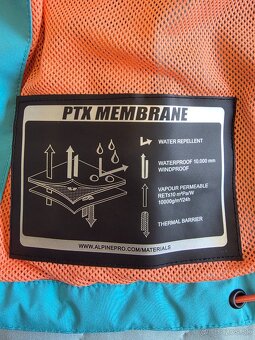 PTX MEMBRANE
WATER REPELLENT
WATERPROOF 10.000 mm
WINDPROOF
VAPOUR PERMEABLE
RET≤10 m²Pa/W
10000g/m²/24h
THERMAL BARRIER
WWW.ALPINEPRO.COM/MATERIALS